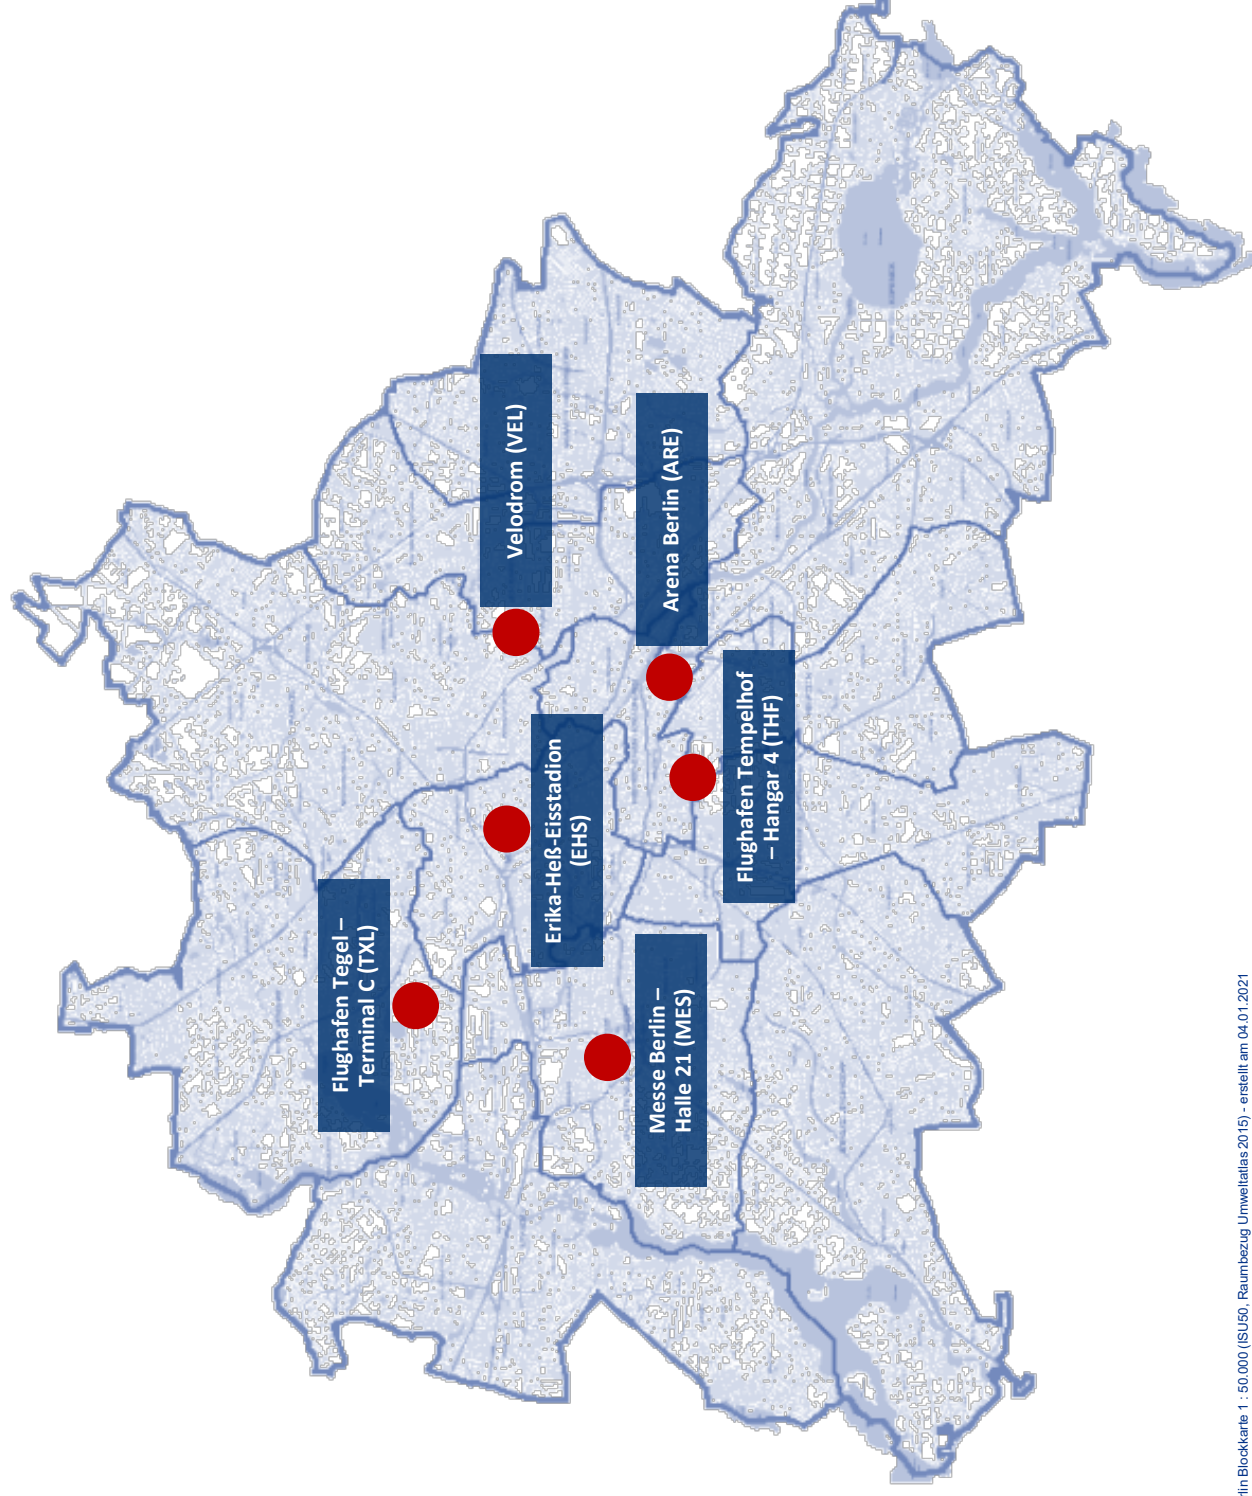 Flughafen Tegel –
Terminal C (TXL)
Velodrom (VEL)
Erika-Heß-Eisstadion
(EHS)
Messe Berlin –
Halle 21 (MES)
Arena Berlin (ARE)
Flughafen Tempelhof
– Hangar 4 (THF)
rlin Blockkarte 1 : 50.000 (ISU50, Raumbezug Umweltatlas 2015) - erstellt am 04.01.2021